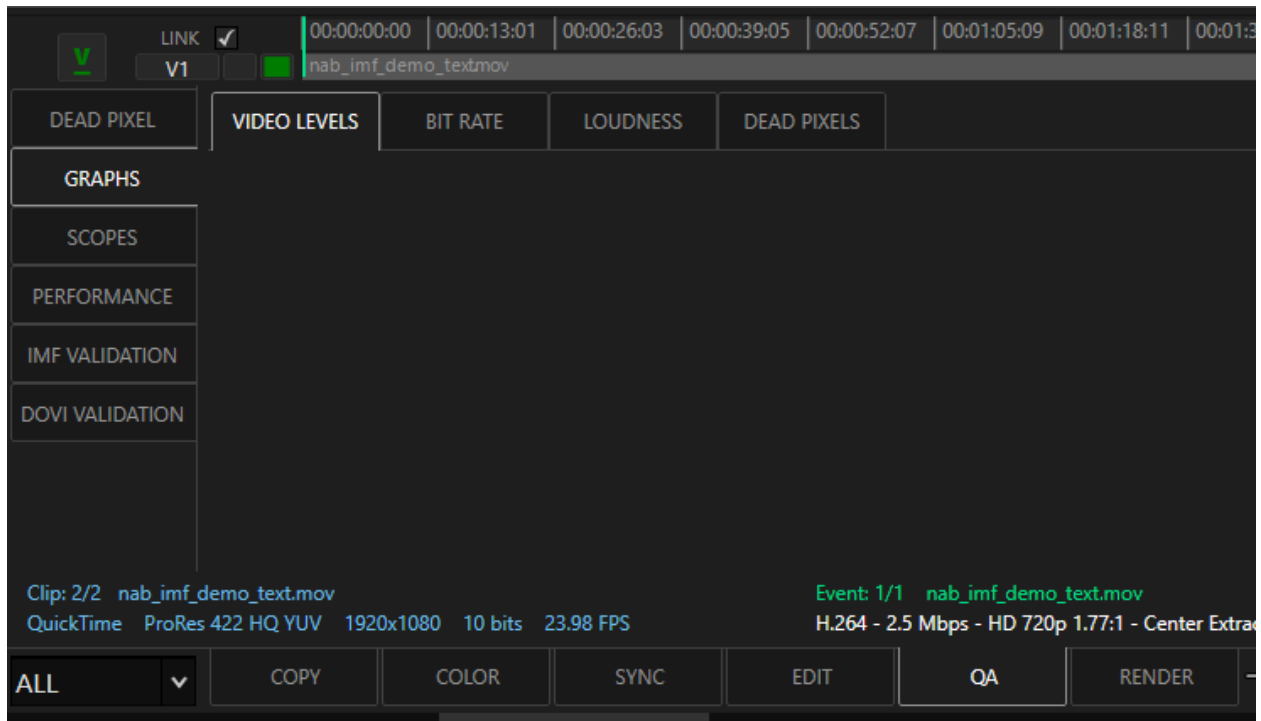 LINK 00:00:00:00 00:00:13:01 00:00:26:03 00:00:39:05 00:00:52:07 00:01:05:09 00:01:18:11 00:01:3
V
V1 nab_imf_demo_text.mov
DEAD PIXEL VIDEO LEVELS BIT RATE LOUDNESS DEAD PIXELS
GRAPHS
SCOPES
PERFORMANCE
IMF VALIDATION
DOVI VALIDATION
Clip: 2/2 nab_imf_demo_text.mov Event: 1/1 nab_imf_demo_text.mov
QuickTime ProRes 422 HQ YUV 1920x1080 10 bits 23.98 FPS H.264 - 2.5 Mbps - HD 720p 1.77:1 - Center Extrac
ALL COPY COLOR SYNC EDIT QA RENDER